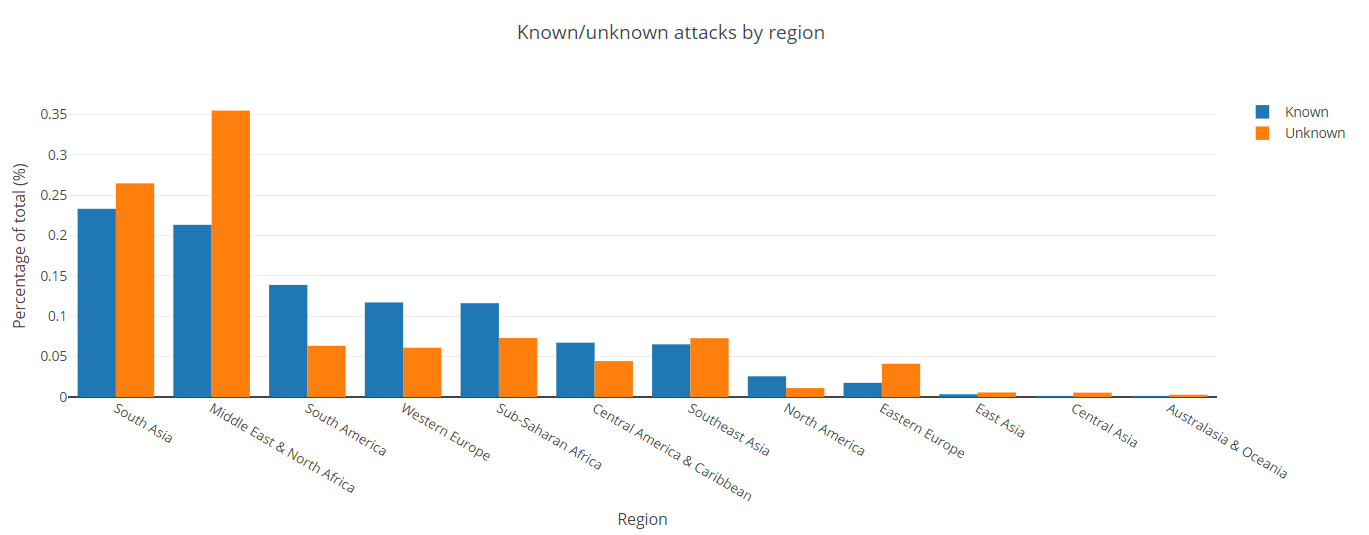 Known/unknown attacks by region
Known
Unknown
Percentage of total (%)
0.35
0.3
0.25
0.2
0.15
0.1
0.05
0
South Asia
Middle East & North Africa
South America
Western Europe
Sub-Saharan Africa
Central America & Caribbean
Southeast Asia
North America
Eastern Europe
East Asia
Central Asia
Australasia & Oceania
Region